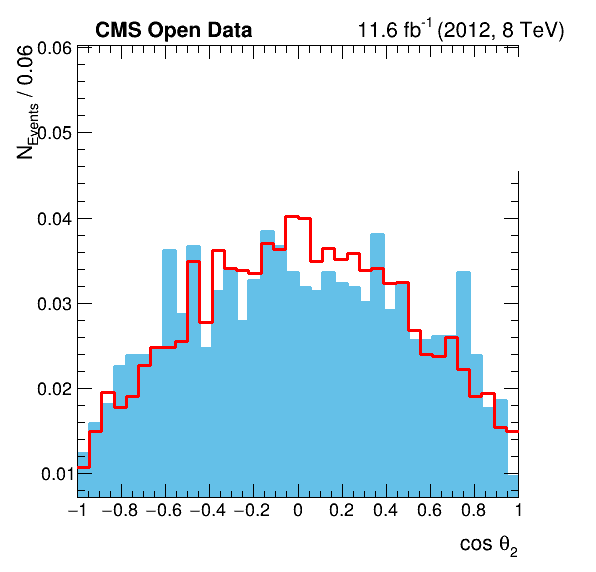 CMS Open Data
11.6 fb⁻¹ (2012, 8 TeV)
N_Events / 0.06
0.06
0.05
0.04
0.03
0.02
0.01
−1 −0.8 −0.6 −0.4 −0.2 0 0.2 0.4 0.6 0.8 1
cos θ₂